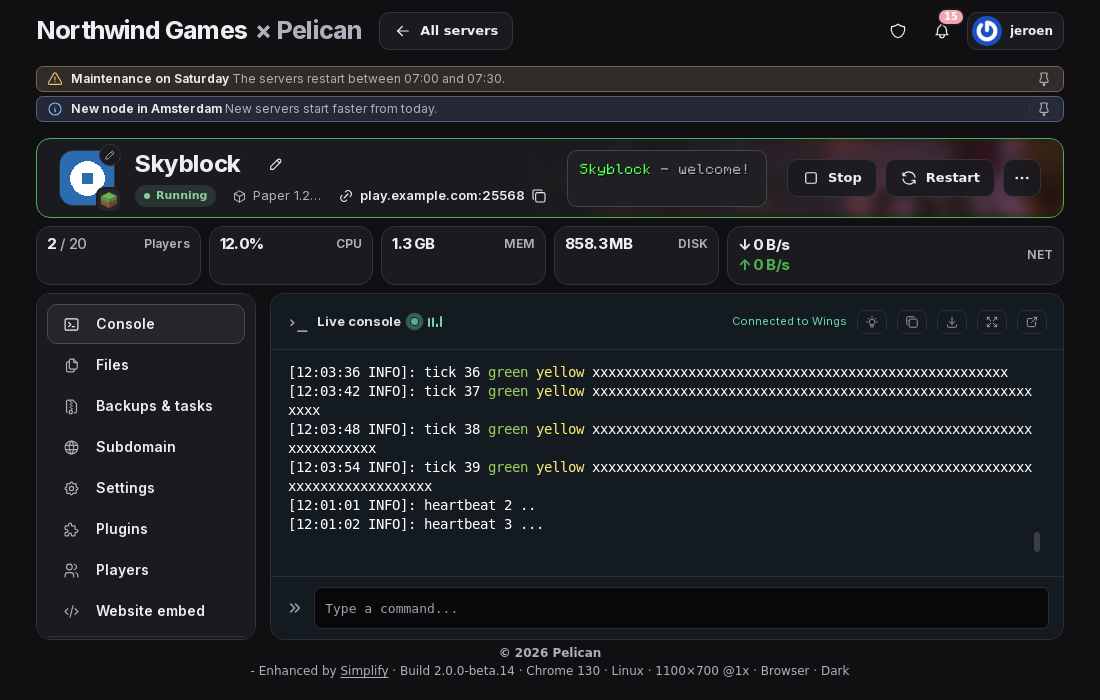 Northwind Games × Pelican
All servers
15
jeroen
Maintenance on Saturday The servers restart between 07:00 and 07:30.
New node in Amsterdam New servers start faster from today.
Skyblock
Running
Paper 1.2...
play.example.com:25568
Skyblock - welcome!
Stop
Restart
2 / 20 Players
12.0% CPU
1.3 GB MEM
858.3 MB DISK
↓ 0 B/s
↑ 0 B/s
NET
Console
Files
Backups & tasks
Subdomain
Settings
Plugins
Players
Website embed
Live console
Connected to Wings
[12:03:36 INFO]: tick 36 green yellow xxxxxxxxxxxxxxxxxxxxxxxxxxxxxxxxxxxxxxxxxxxxxxxxxxxx
[12:03:42 INFO]: tick 37 green yellow xxxxxxxxxxxxxxxxxxxxxxxxxxxxxxxxxxxxxxxxxxxxxxxxxxxxxxx
xxxx
[12:03:48 INFO]: tick 38 green yellow xxxxxxxxxxxxxxxxxxxxxxxxxxxxxxxxxxxxxxxxxxxxxxxxxxxxxxx
xxxxxxxxxxx
[12:03:54 INFO]: tick 39 green yellow xxxxxxxxxxxxxxxxxxxxxxxxxxxxxxxxxxxxxxxxxxxxxxxxxxxxxxx
xxxxxxxxxxxxxxxxxx
[12:01:01 INFO]: heartbeat 2 ..
[12:01:02 INFO]: heartbeat 3 ...
Type a command...
© 2026 Pelican
- Enhanced by Simplify · Build 2.0.0-beta.14 · Chrome 130 · Linux · 1100×700 @1x · Browser · Dark